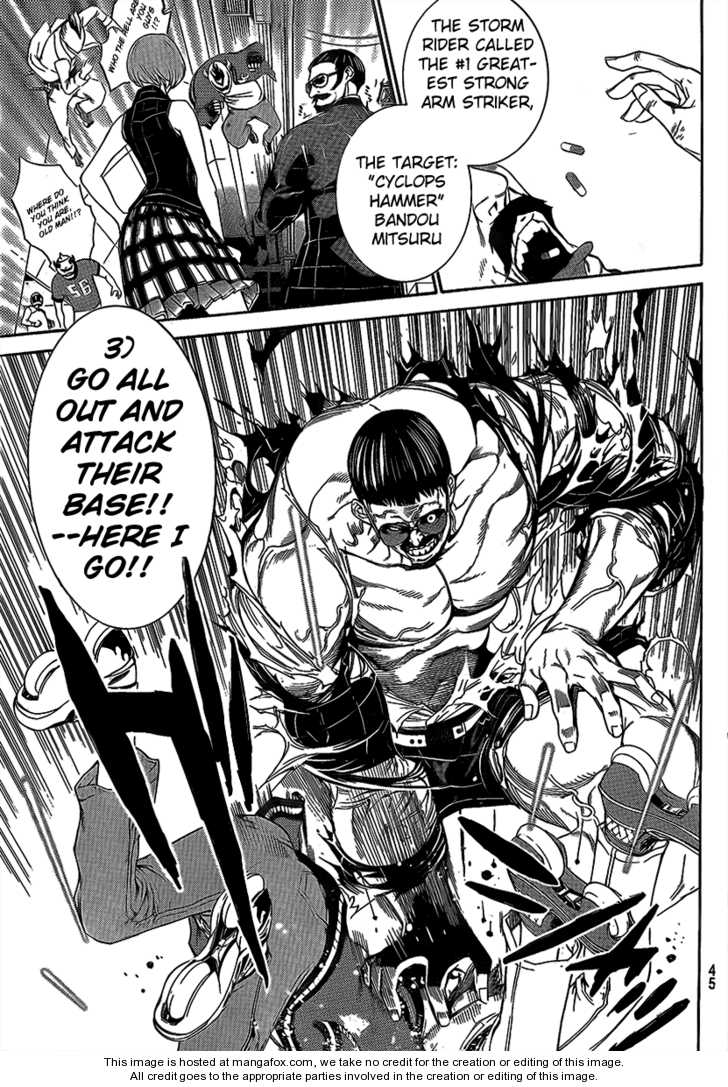 THE STORM
RIDER CALLED
THE #1 GREAT-
EST STRONG
ARM STRIKER,
THE TARGET:
"CYCLOPS
HAMMER"
BANDOU
MITSURU
WHO THE HELL ARE
YOU
GUYS
!!?
WHERE DO
YOU THINK
YOU ARE,
OLD MAN!!?
56
3)
GO ALL
OUT AND
ATTACK
THEIR
BASE!!
--HERE I
GO!!
45
This image is hosted at mangafox.com, we take no credit for the creation or editing of this image.
All credit goes to the appropriate parties involved in the creation and editing of this image.